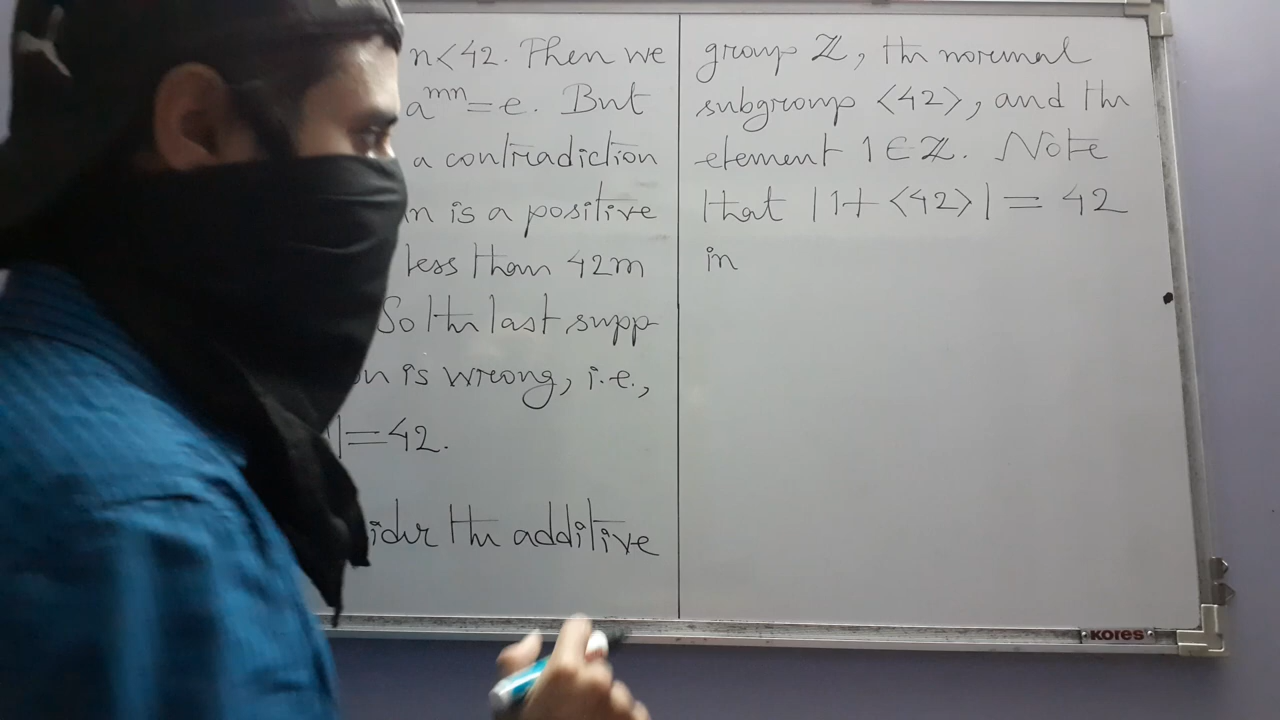 n<42. Then we
a^{mn}=e. But
a contradiction
n is a positive
less than 42m
So the last supp-
n is wrong, i.e.,
|=42.
ider the additive
group ℤ, the normal
subgroup ⟨42⟩, and the
element 1∈ℤ. Note
that |1+⟨42⟩|=42
in
KORES